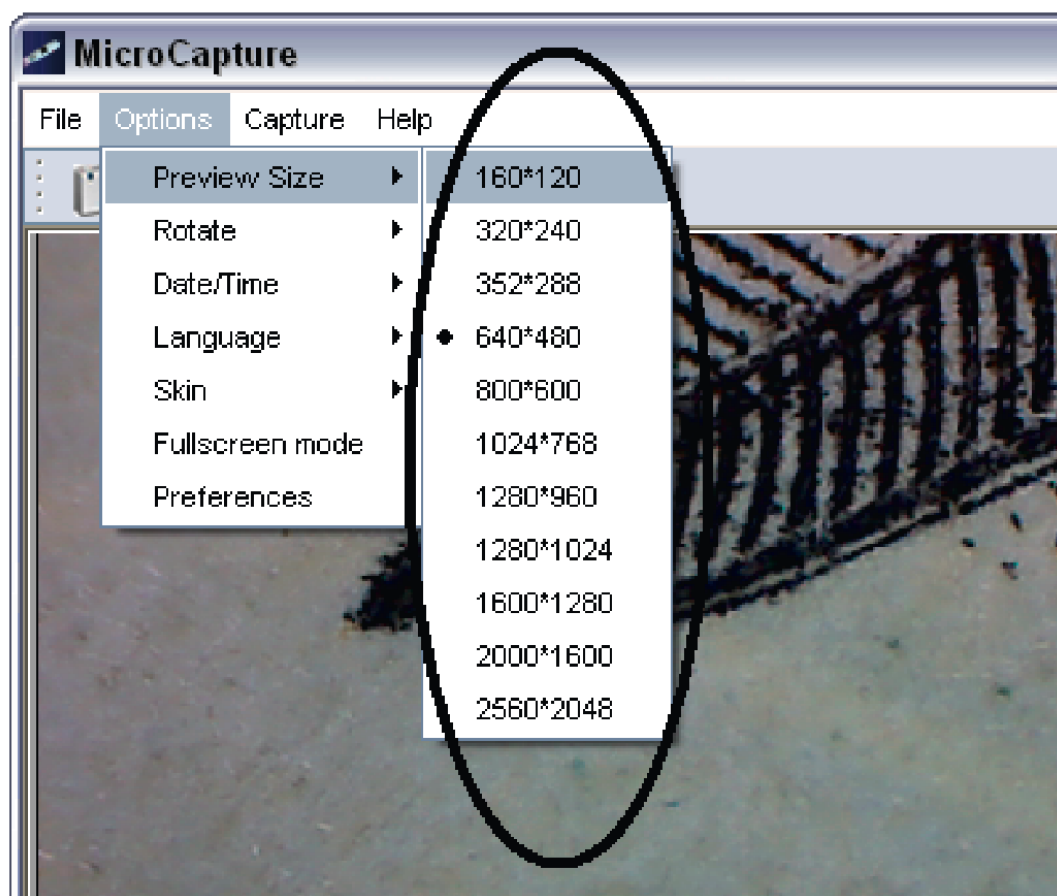 MicroCapture
File Options Capture Help
Preview Size
Rotate
Date/Time
Language
Skin
Fullscreen mode
Preferences
160*120
320*240
352*288
640*480
800*600
1024*768
1280*960
1280*1024
1600*1280
2000*1600
2560*2048